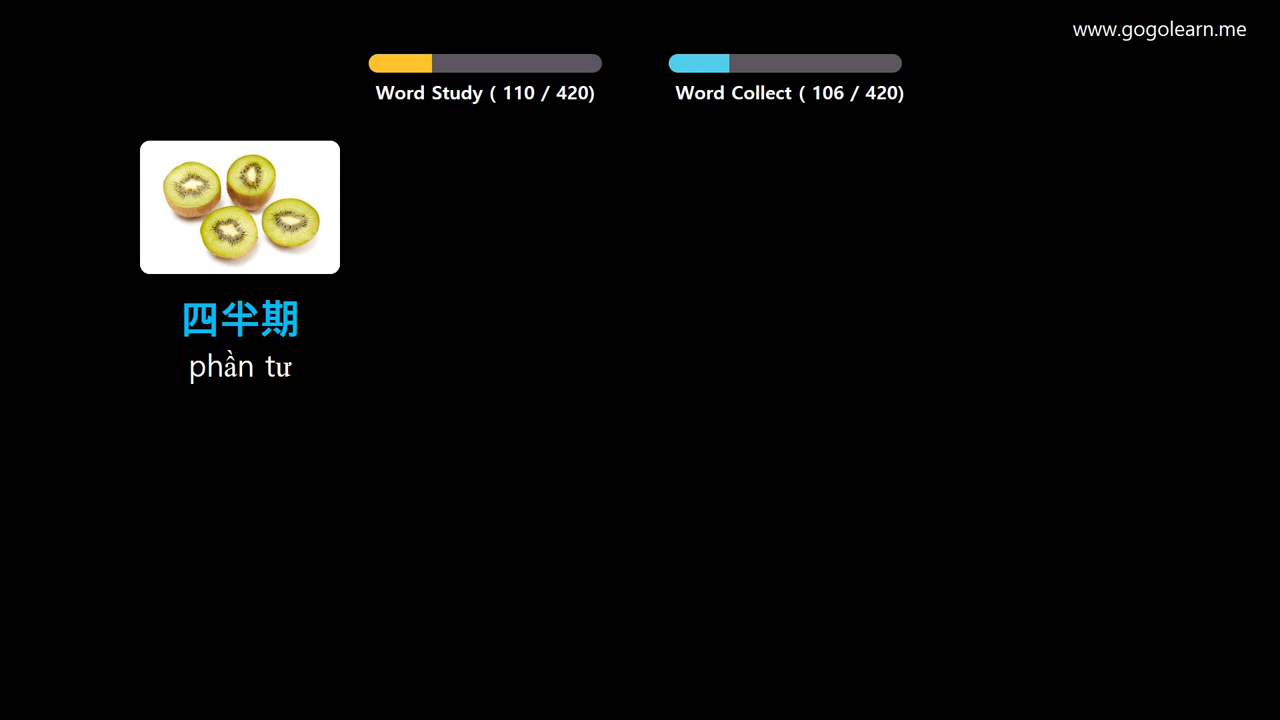 www.gogolearn.me
Word Study ( 110 / 420)
Word Collect ( 106 / 420)
四半期
phần tư